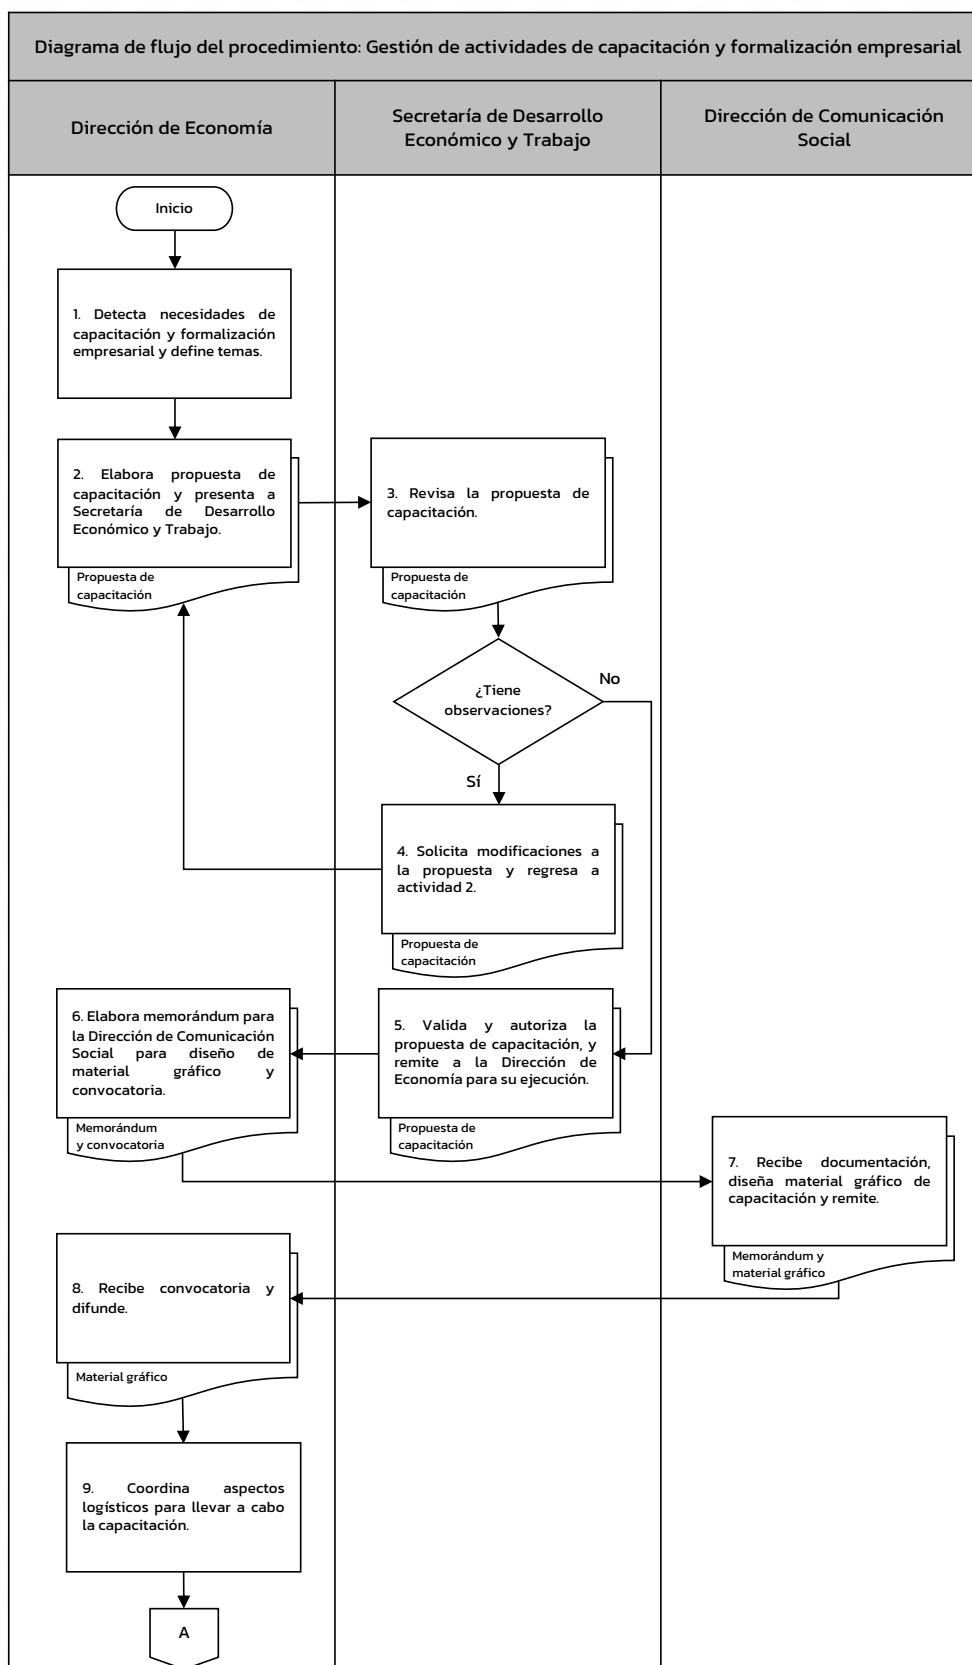 Diagrama de flujo del procedimiento: Gestión de actividades de capacitación y formalización empresarial
Dirección de Economía
Secretaría de Desarrollo
Económico y Trabajo
Dirección de Comunicación
Social
Inicio
1. Detecta necesidades de
capacitación y formalización
empresarial y define temas.
2. Elabora propuesta de
capacitación y presenta a
Secretaría de Desarrollo
Económico y Trabajo.
Propuesta de
capacitación
3. Revisa la propuesta de
capacitación.
Propuesta de
capacitación
¿Tiene
observaciones?
No
Sí
4. Solicita modificaciones a
la propuesta y regresa a
actividad 2.
Propuesta de
capacitación
5. Valida y autoriza la
propuesta de capacitación, y
remite a la Dirección de
Economía para su ejecución.
Propuesta de
capacitación
6. Elabora memorándum para
la Dirección de Comunicación
Social para diseño de
material gráfico y
convocatoria.
Memorándum
y convocatoria
7. Recibe documentación,
diseña material gráfico de
capacitación y remite.
Memorándum y
material gráfico
8. Recibe convocatoria y
difunde.
Material gráfico
9. Coordina aspectos
logísticos para llevar a cabo
la capacitación.
A